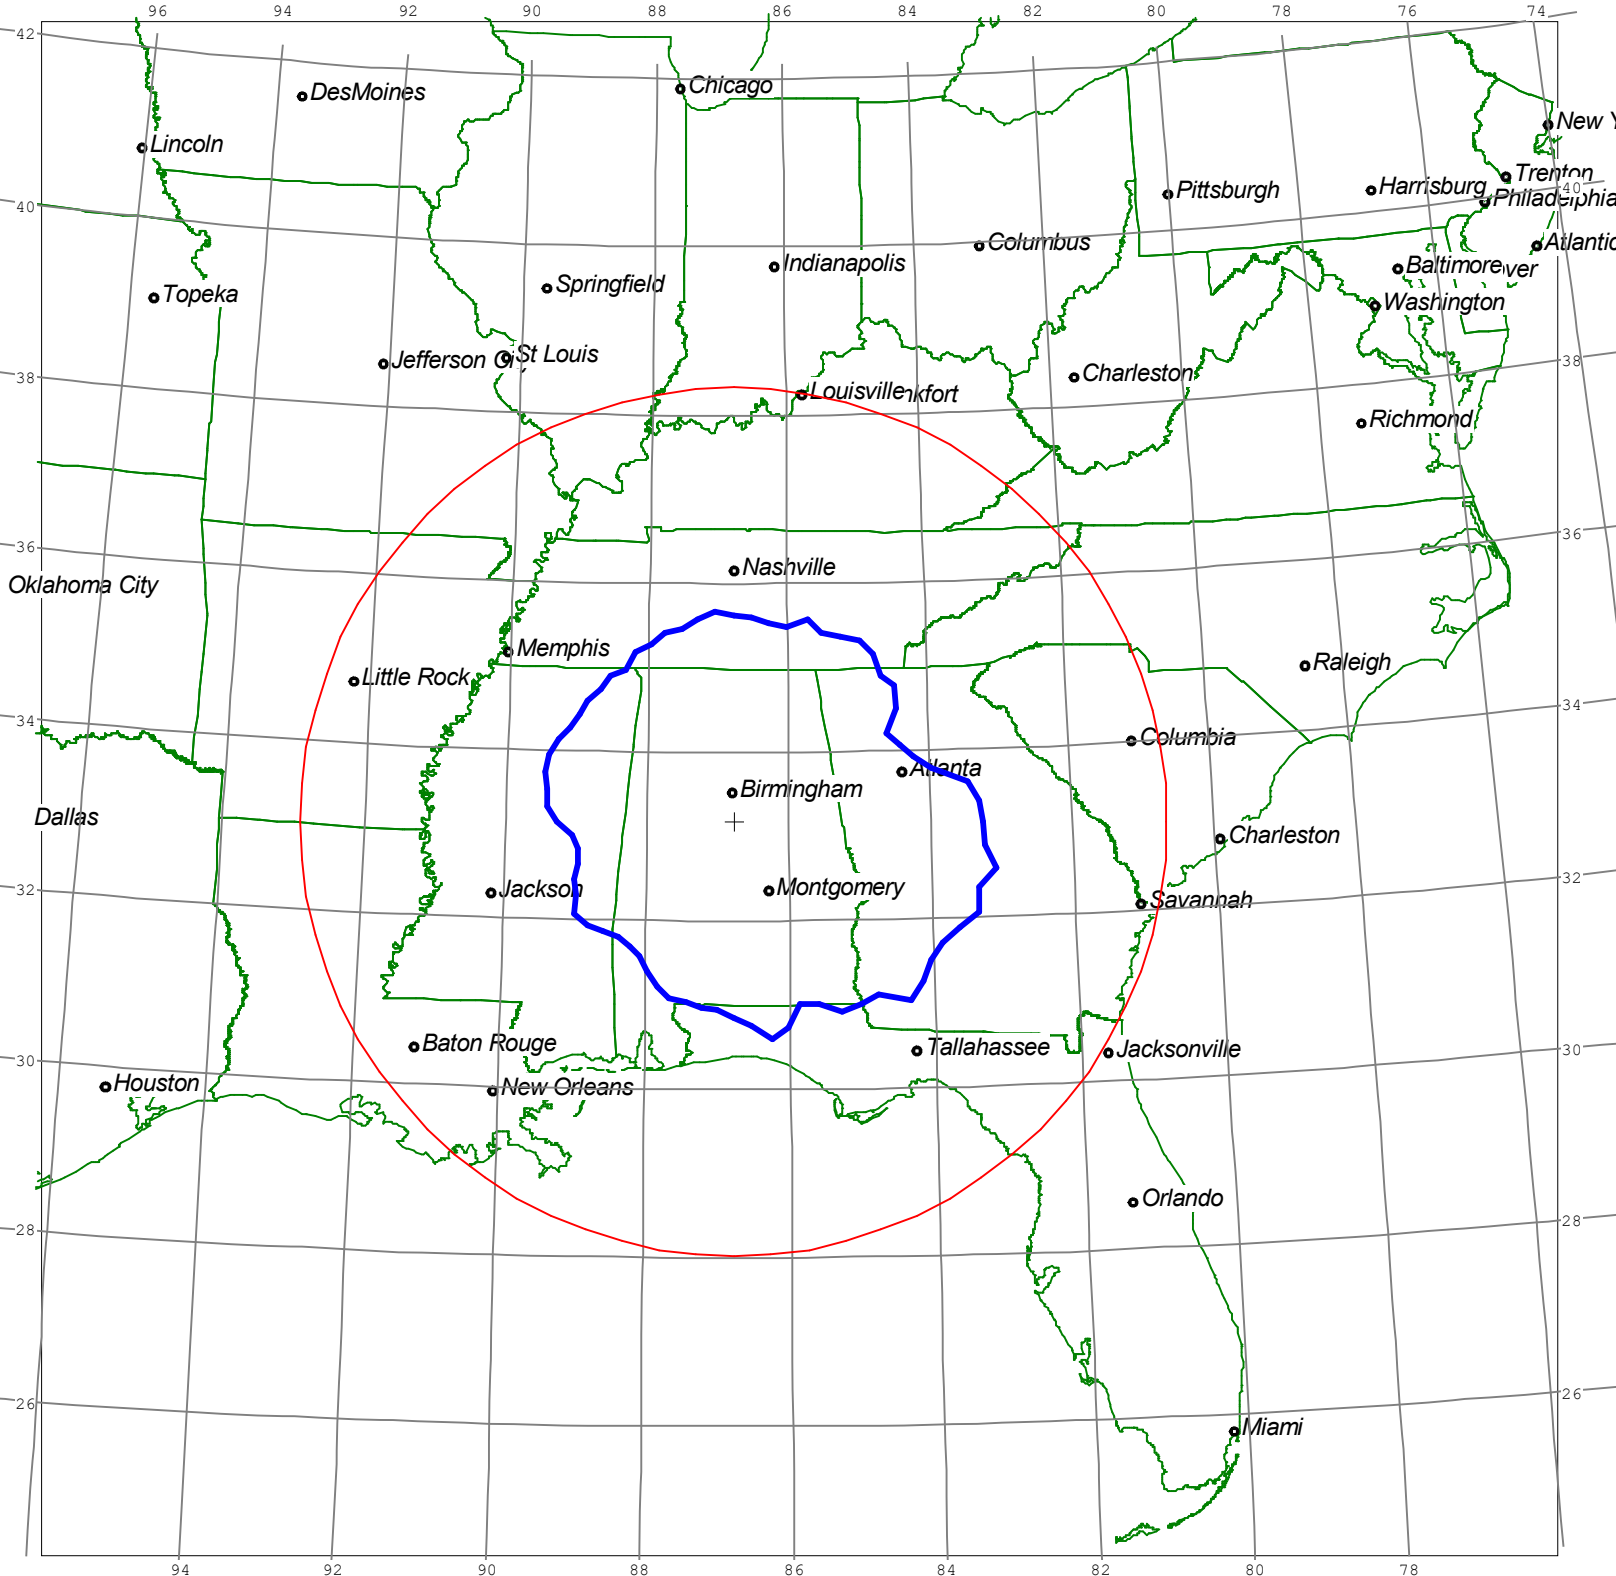 96 94 92 90 88 86 84 82 80 78 76 74
42
Chicago
DesMoines
New Y
Lincoln
Trenton
Pittsburgh
Harrisburg
40
Philadelphia
40
Columbus
Atlantic
Indianapolis
Baltimore
ver
Springfield
Topeka
Washington
St Louis
Jefferson Ci
38
Charleston
38
Louisville
nkfort
Richmond
36
36
Nashville
Oklahoma City
Memphis
Raleigh
Little Rock
34
34
Columbia
Atlanta
Birmingham
Dallas
Charleston
32
Jackson
Montgomery
32
Savannah
Baton Rouge
Tallahassee
Jacksonville
30
30
Houston
New Orleans
Orlando
28
28
26
26
Miami
94 92 90 88 86 84 82 80 78